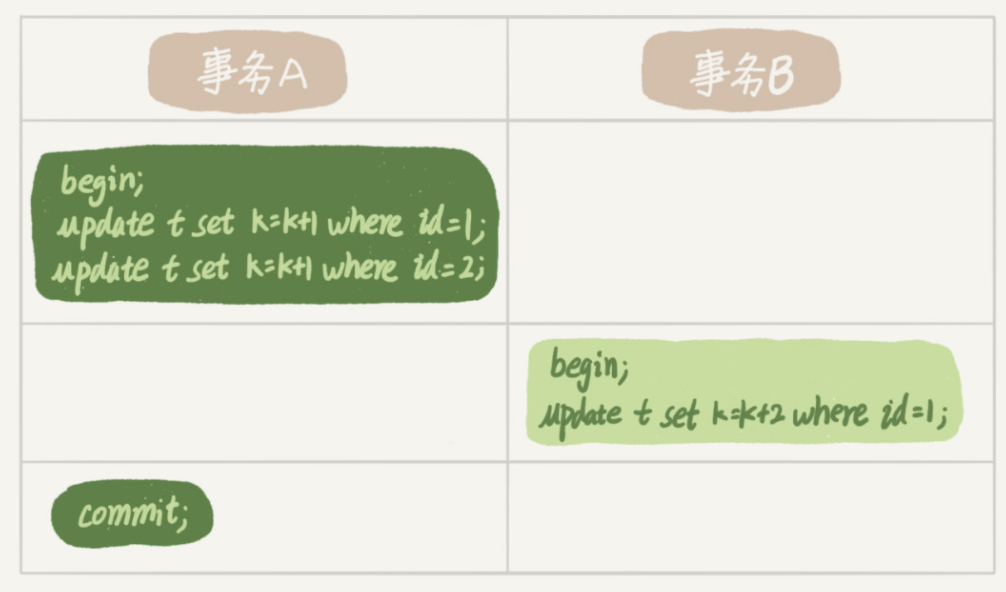 事务A
事务B
begin;
update t set k=k+1 where id=1;
update t set k=k+1 where id=2;
begin;
update t set k=k+2 where id=1;
commit;